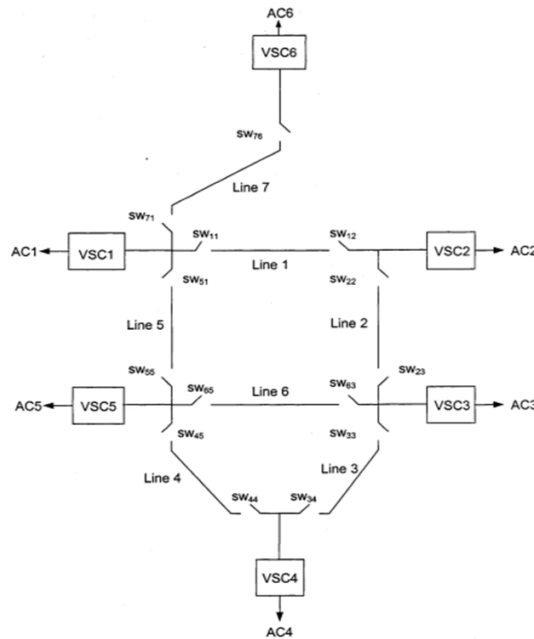 AC6
VSC6
SW76
Line 7
SW71
SW11
SW12
AC1
VSC1
VSC2
AC2
SW51
Line 1
SW22
Line 5
Line 2
SW55
SW65
SW63
SW23
Line 6
AC5
VSC5
VSC3
AC3
SW45
SW33
Line 4
Line 3
SW44
SW34
VSC4
AC4